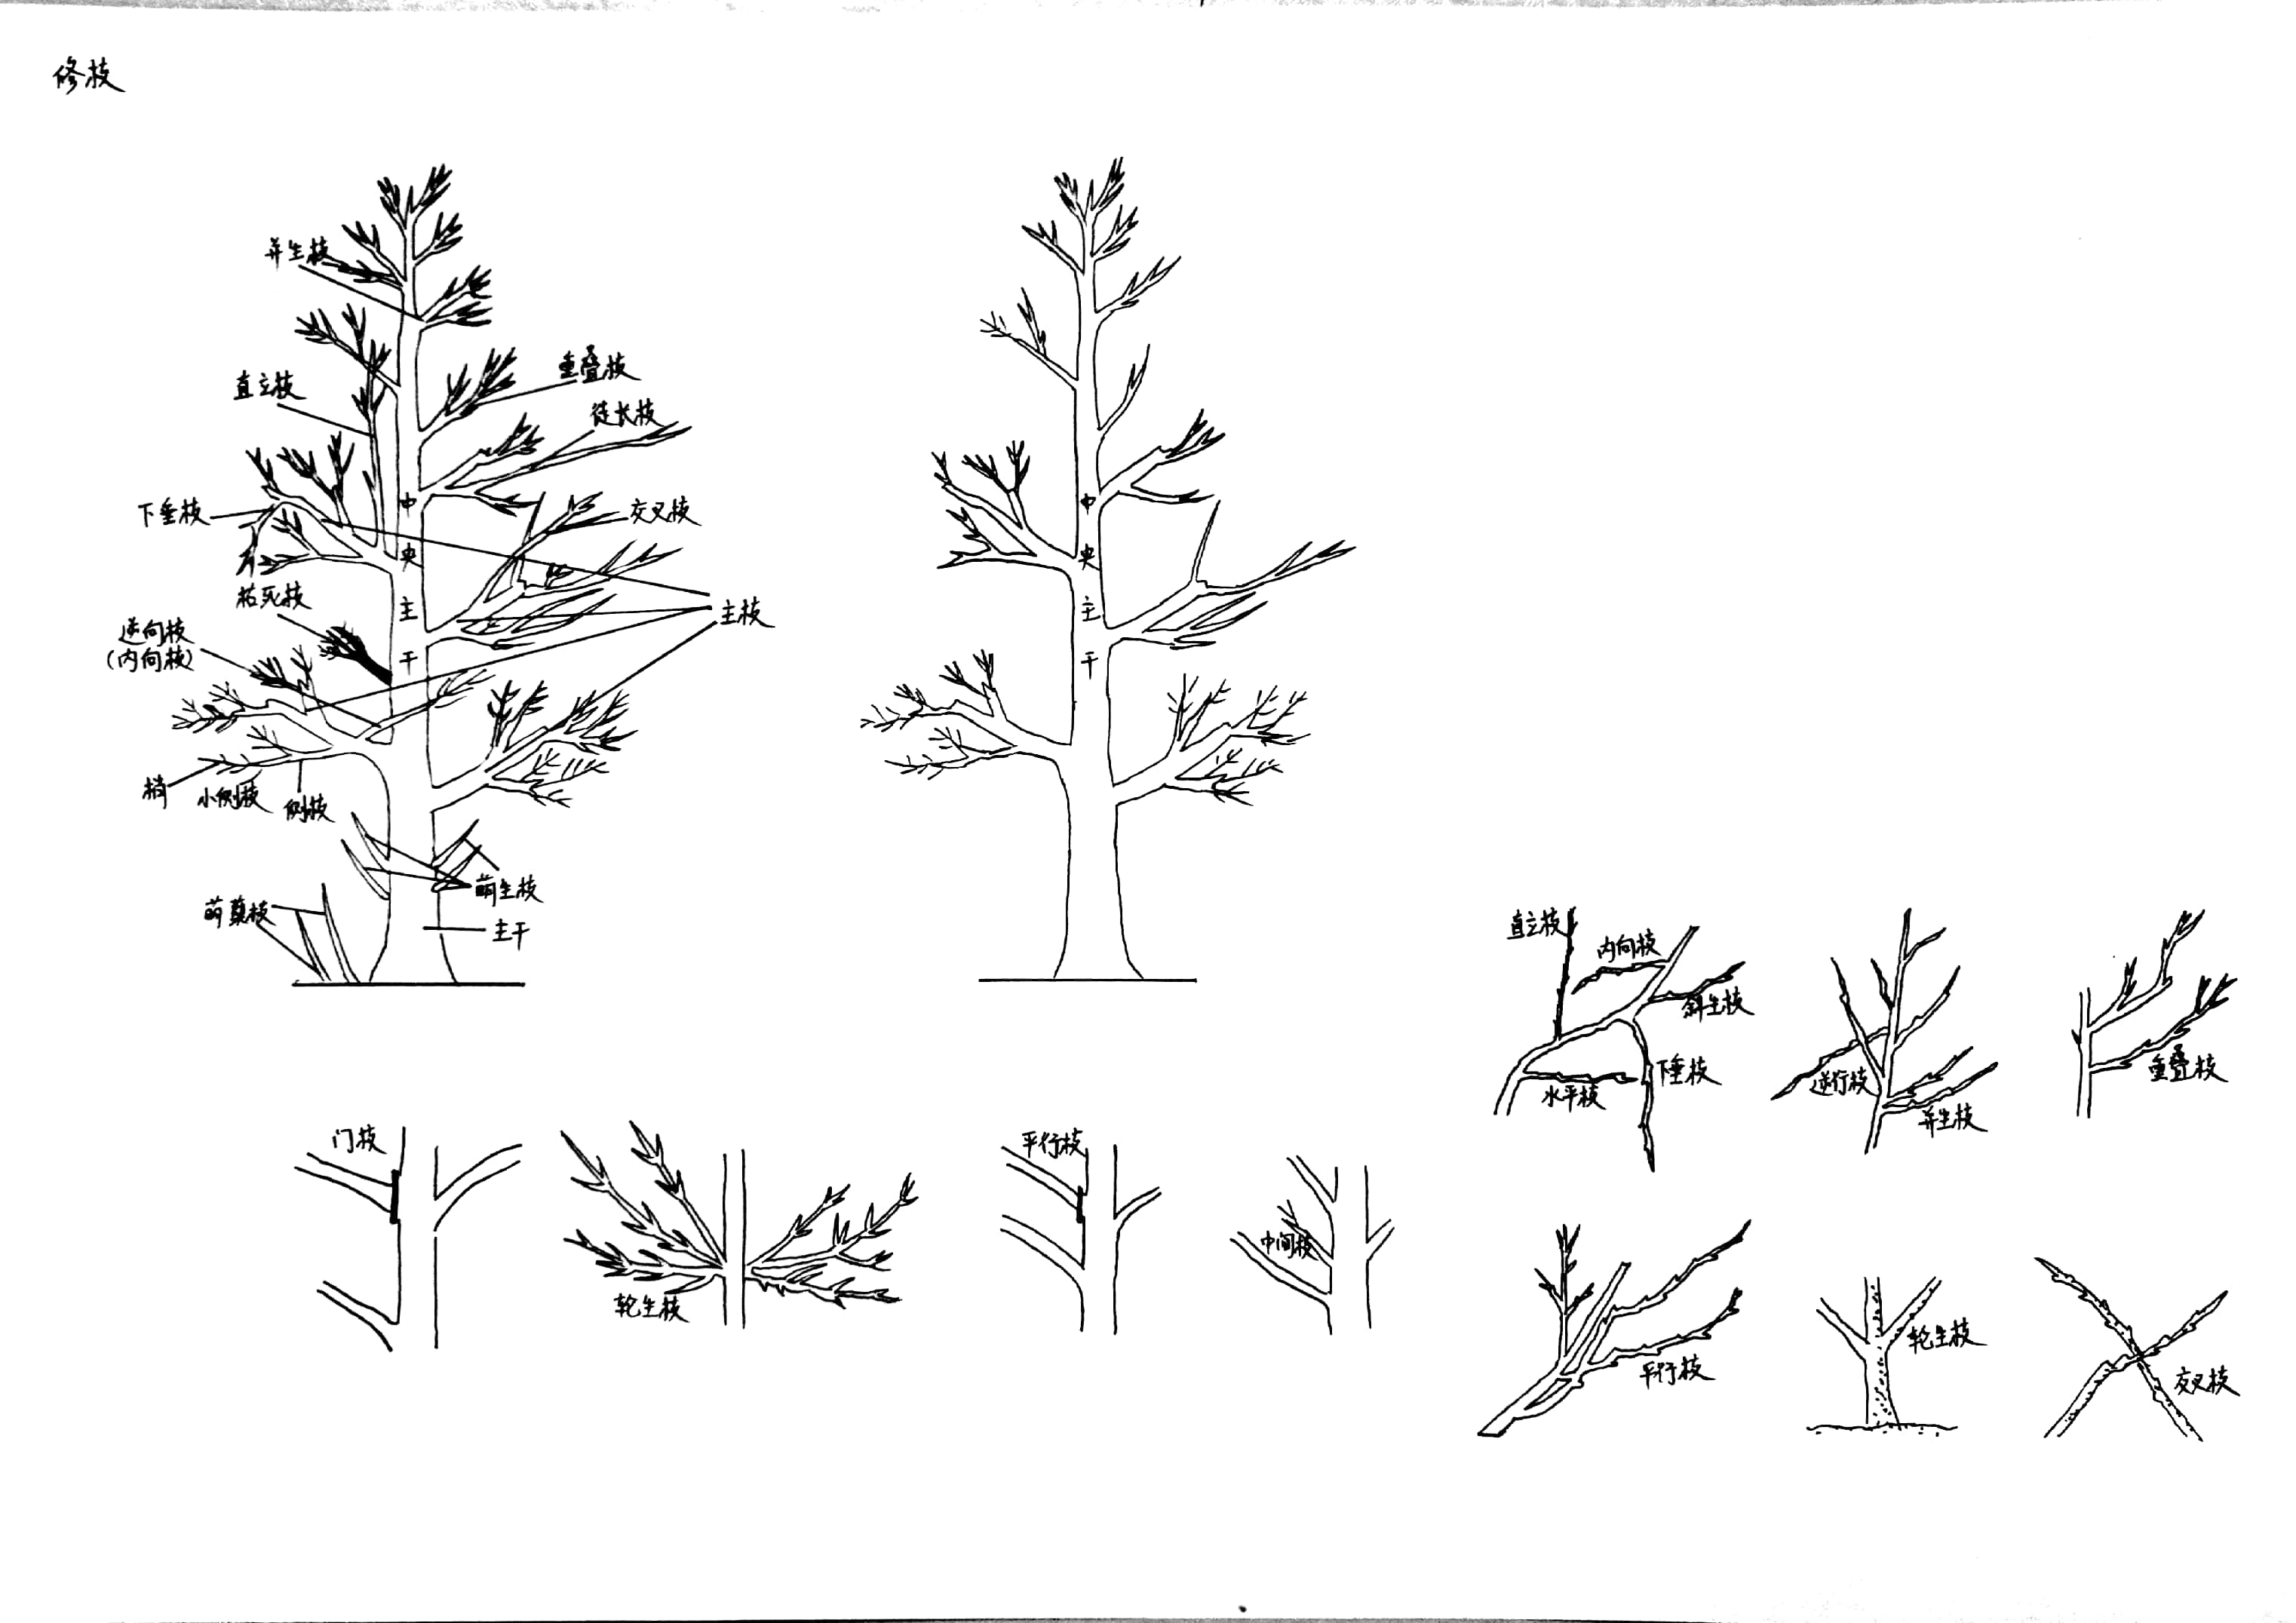 修枝
并生枝
直立枝
重叠枝
徒长枝
下垂枝
交叉枝
枯死枝
逆向枝
(内向枝)
主枝
中央主干
梢
小侧枝
侧枝
萌生枝
萌蘖枝
主干
中央主干
直立枝
内向枝
斜生枝
下垂枝
水平枝
逆行枝
并生枝
重叠枝
门枝
轮生枝
平行枝
中间枝
平行枝
轮生枝
交叉枝